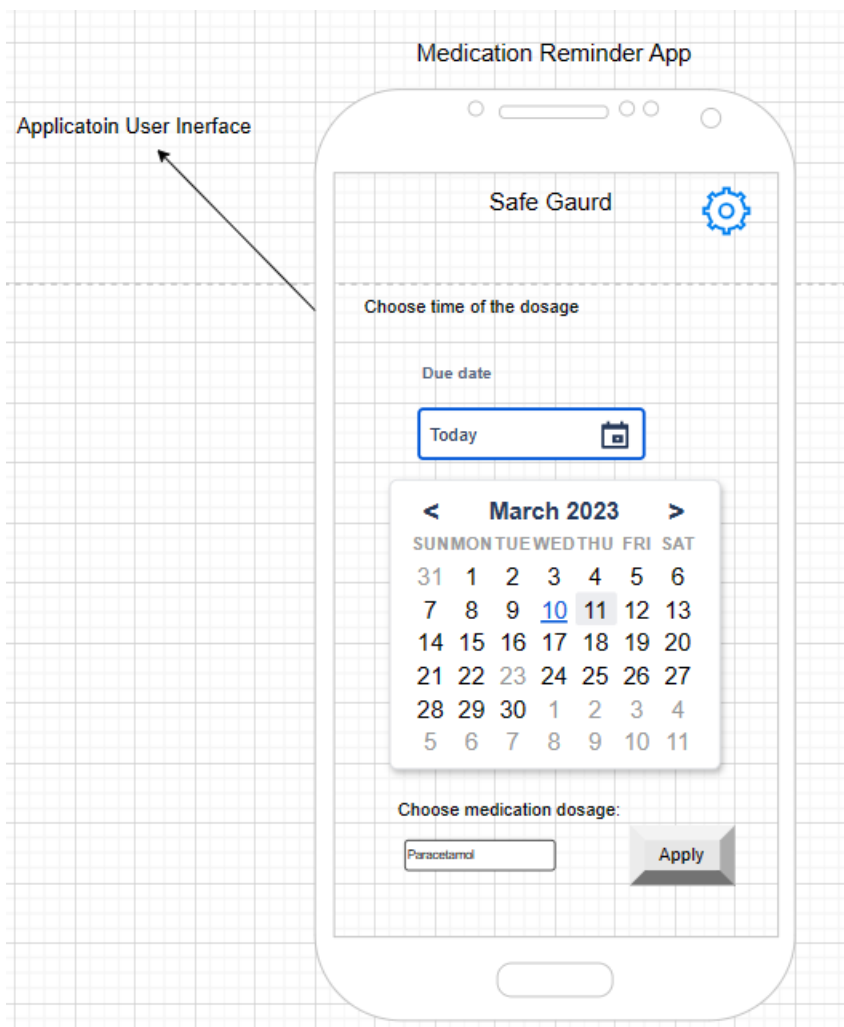 Medication Reminder App
Applicatoin User Inerface
Safe Gaurd
Choose time of the dosage
Due date
Today
< March 2023 >
SUN MON TUE WED THU FRI SAT
31 1 2 3 4 5 6
7 8 9 10 11 12 13
14 15 16 17 18 19 20
21 22 23 24 25 26 27
28 29 30 1 2 3 4
5 6 7 8 9 10 11
Choose medication dosage:
Paracetamol
Apply